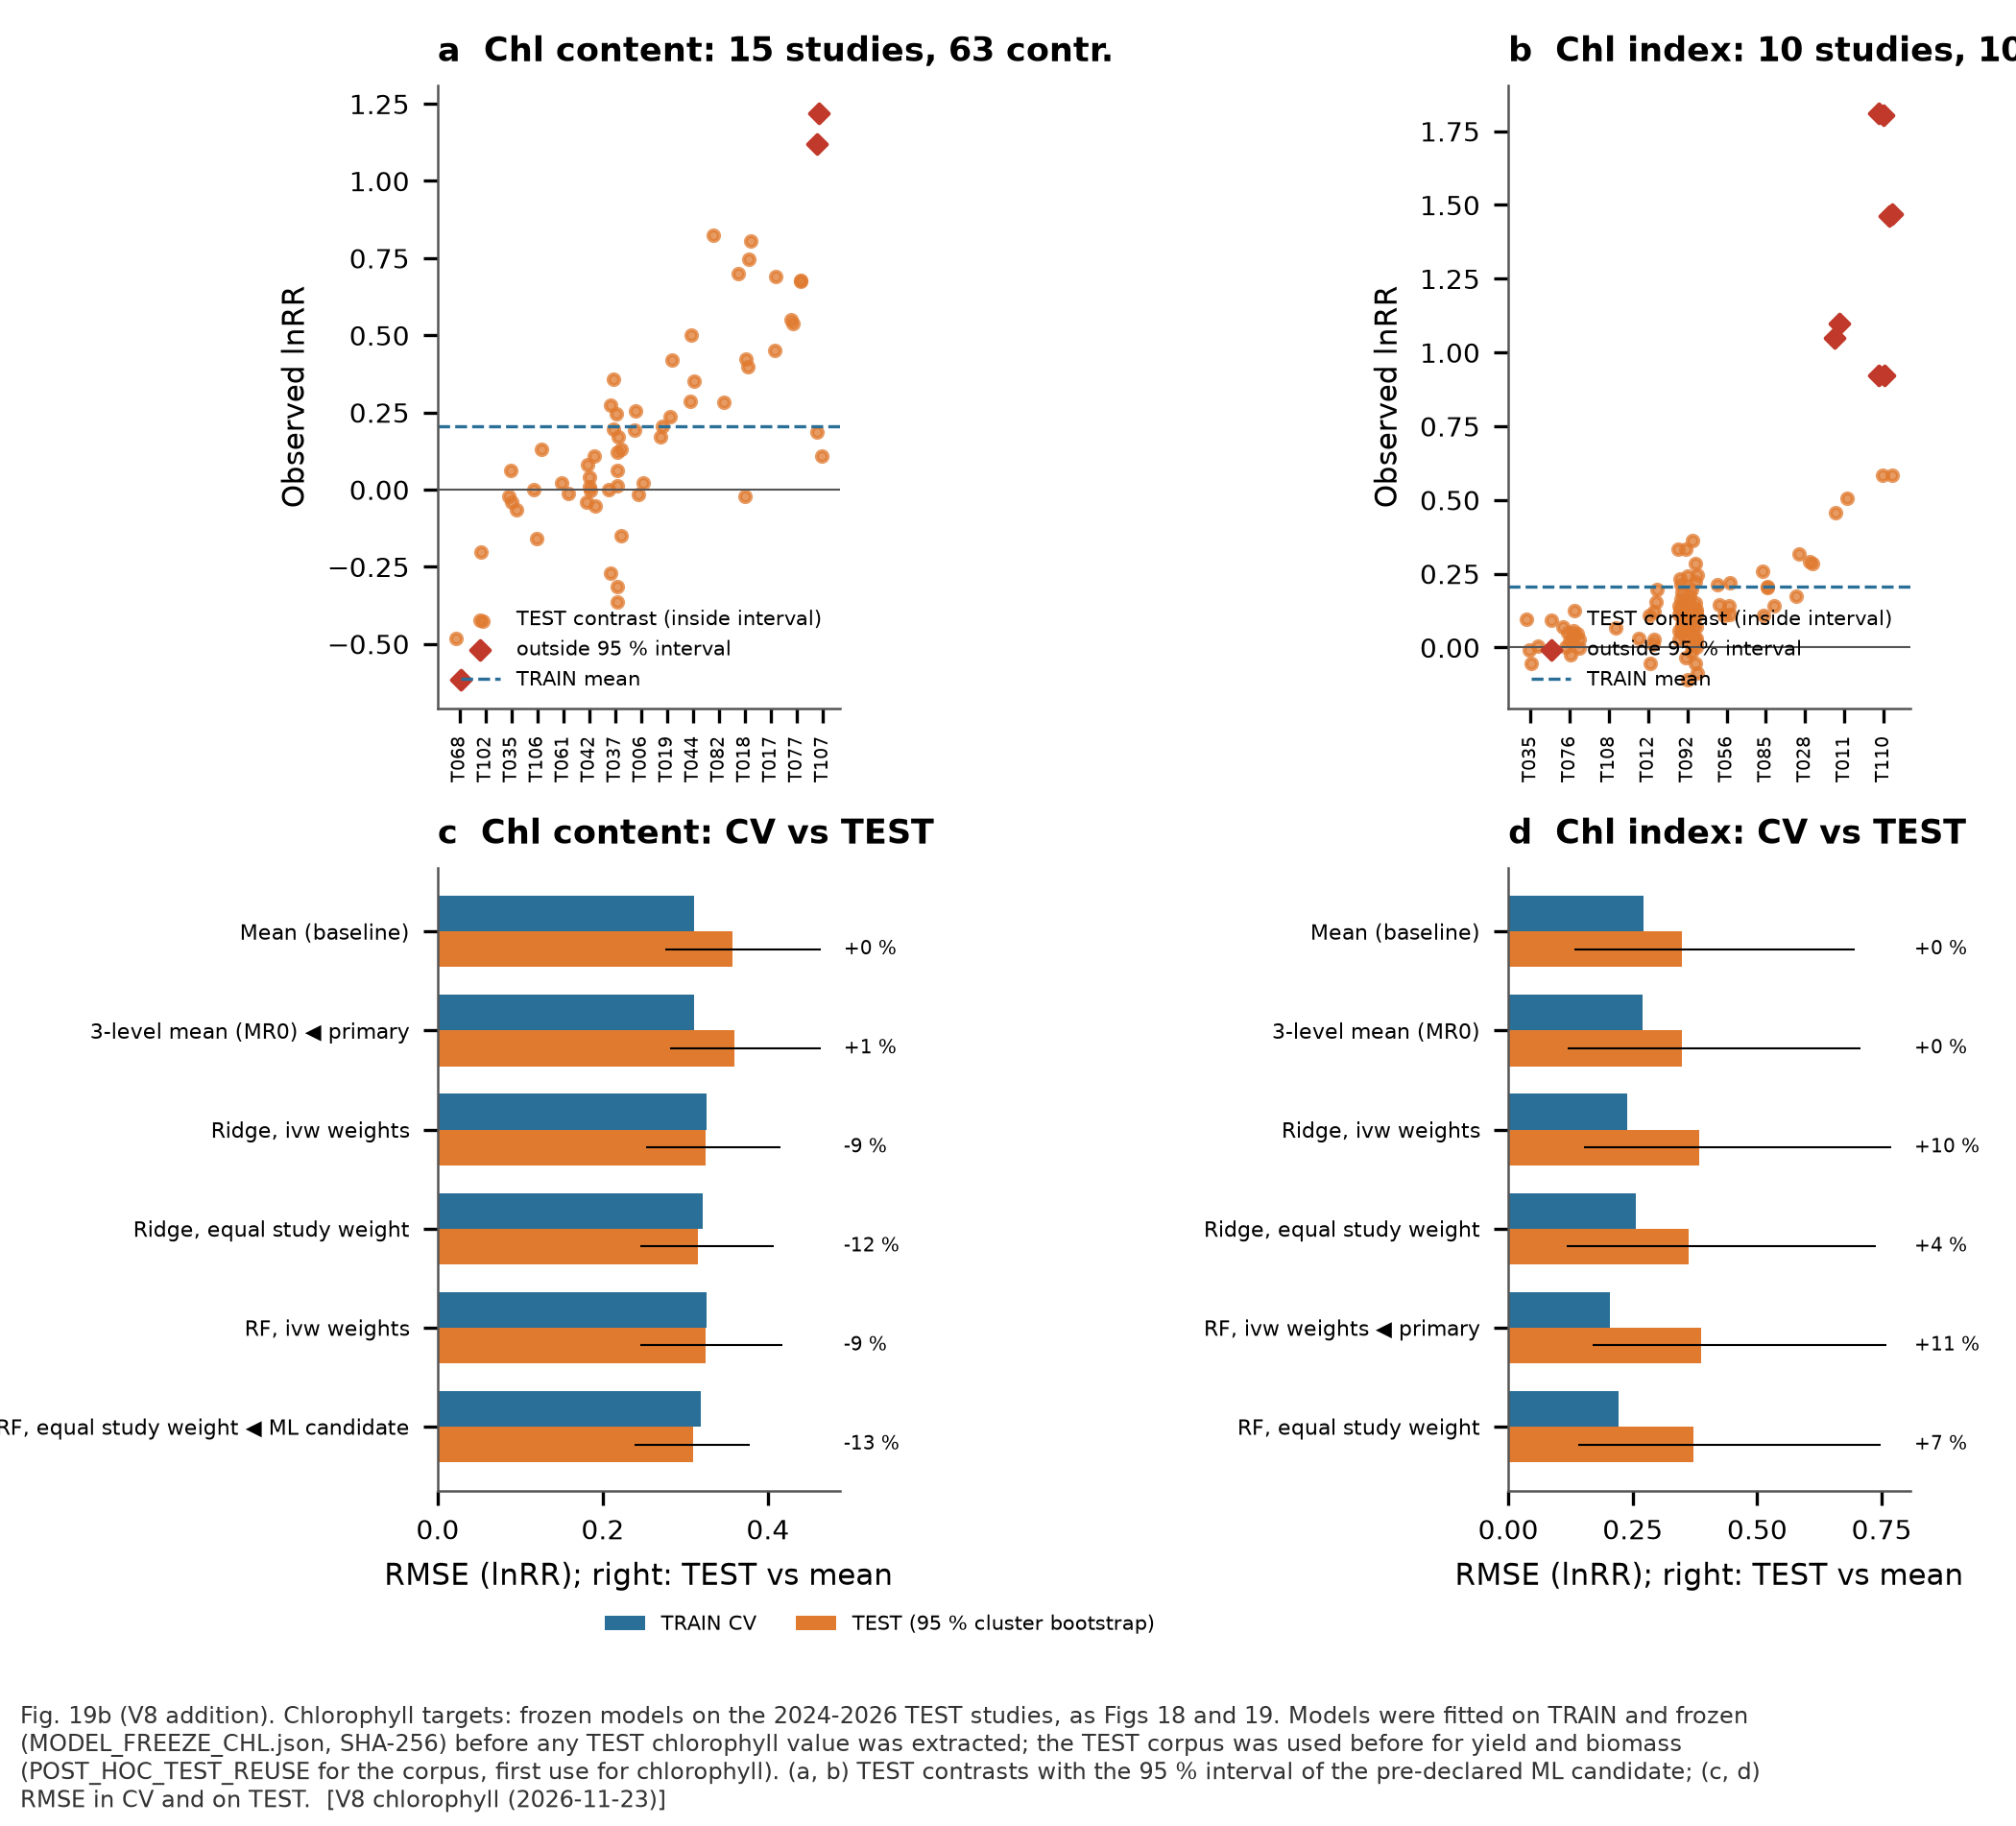 a  Chl content: 15 studies, 63 contr.
1.25
1.00
0.75
0.50
0.25
0.00
−0.25
−0.50
Observed lnRR
TEST contrast (inside interval)
outside 95 % interval
TRAIN mean
T068
T102
T035
T106
T061
T042
T037
T006
T019
T044
T082
T018
T017
T077
T107
b  Chl index: 10 studies, 10
1.75
1.50
1.25
1.00
0.75
0.50
0.25
0.00
Observed lnRR
TEST contrast (inside interval)
outside 95 % interval
TRAIN mean
T035
T076
T108
T012
T092
T056
T085
T028
T011
T110
c  Chl content: CV vs TEST
Mean (baseline)
+0 %
3-level mean (MR0) ◄ primary
+1 %
Ridge, ivw weights
-9 %
Ridge, equal study weight
-12 %
RF, ivw weights
-9 %
RF, equal study weight ◄ ML candidate
-13 %
0.0
0.2
0.4
RMSE (lnRR); right: TEST vs mean
d  Chl index: CV vs TEST
Mean (baseline)
+0 %
3-level mean (MR0)
+0 %
Ridge, ivw weights
+10 %
Ridge, equal study weight
+4 %
RF, ivw weights ◄ primary
+11 %
RF, equal study weight
+7 %
0.00
0.25
0.50
0.75
RMSE (lnRR); right: TEST vs mean
TRAIN CV
TEST (95 % cluster bootstrap)
Fig. 19b (V8 addition). Chlorophyll targets: frozen models on the 2024-2026 TEST studies, as Figs 18 and 19. Models were fitted on TRAIN and frozen
(MODEL_FREEZE_CHL.json, SHA-256) before any TEST chlorophyll value was extracted; the TEST corpus was used before for yield and biomass
(POST_HOC_TEST_REUSE for the corpus, first use for chlorophyll). (a, b) TEST contrasts with the 95 % interval of the pre-declared ML candidate; (c, d)
RMSE in CV and on TEST.  [V8 chlorophyll (2026-11-23)]